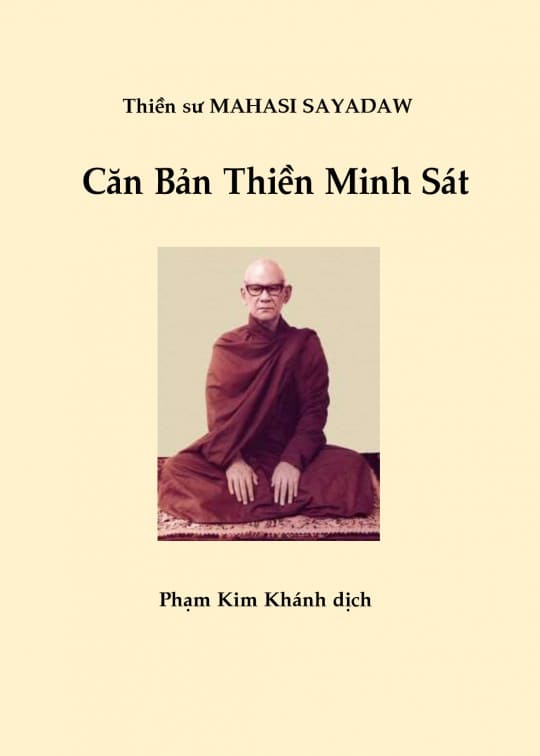 Thiền sư MAHASI SAYADAW
Căn Bản Thiền Minh Sát
Phạm Kim Khánh dịch